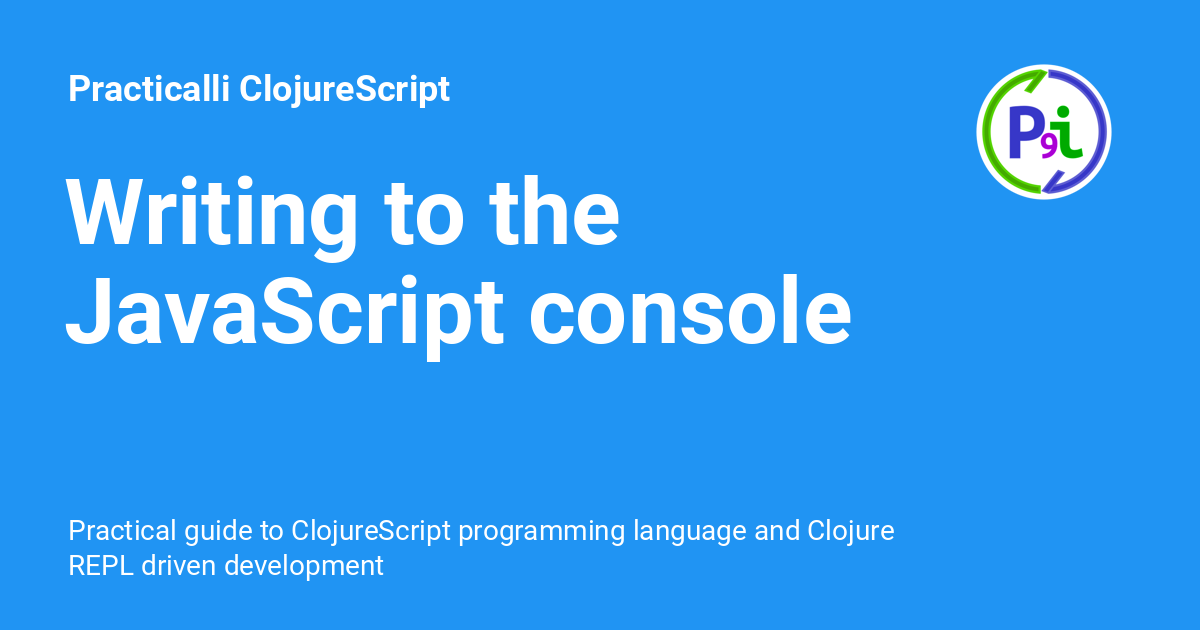 Practicalli ClojureScript
P9i
Writing to the
JavaScript console
Practical guide to ClojureScript programming language and Clojure
REPL driven development